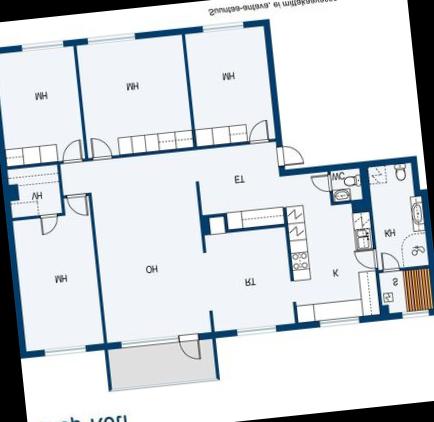 Suuntaa-antava, ei mittakaavassa
MH
MH
MH
VH
ET
WC
MH
OH
RT
K
KH
S